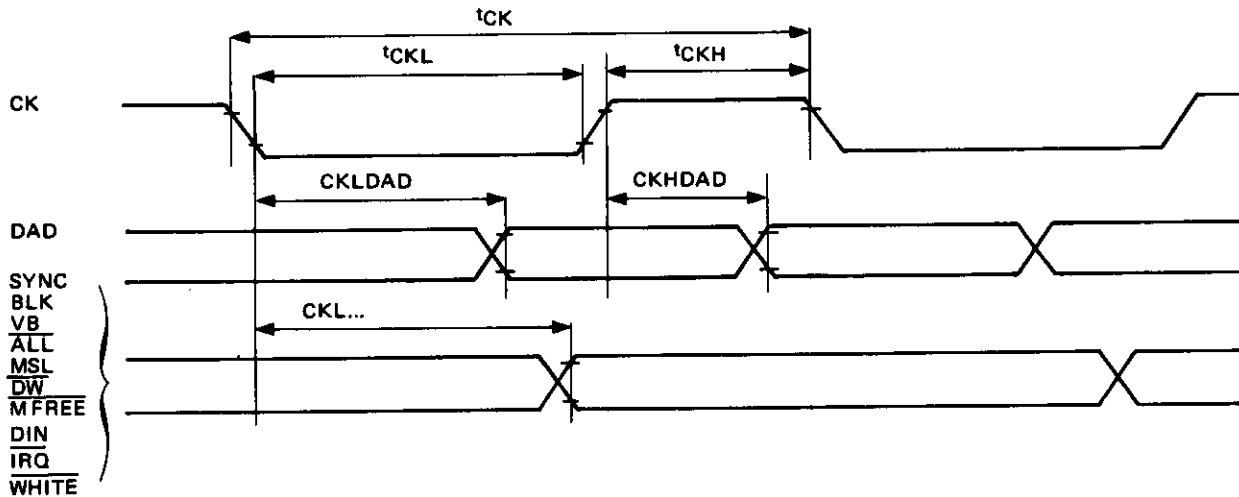 tCK
tCKL
tCKH
CK
CKLDAD
CKHDAD
DAD
SYNC
BLK
CKL...
VB
ALL
MSL
DW
MFREE
DIN
IRQ
WHITE